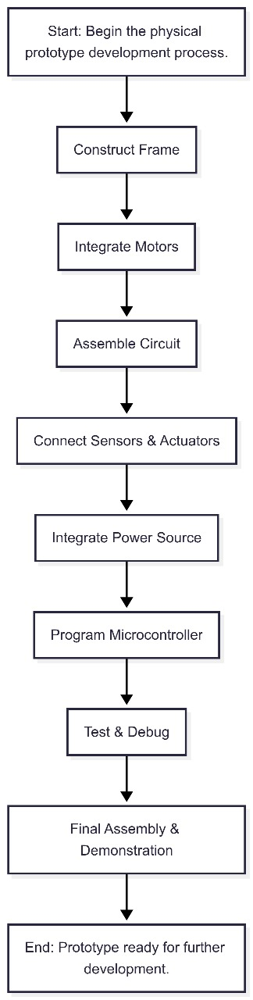 Start: Begin the physical
prototype development process.
Construct Frame
Integrate Motors
Assemble Circuit
Connect Sensors & Actuators
Integrate Power Source
Program Microcontroller
Test & Debug
Final Assembly &
Demonstration
End: Prototype ready for further
development.